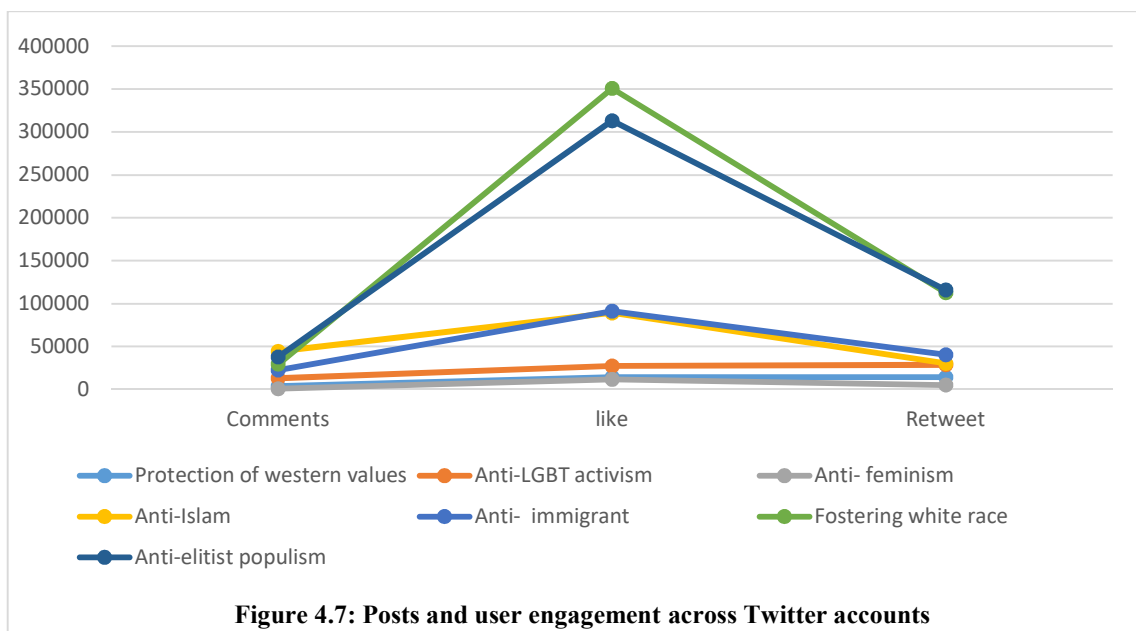 400000
350000
300000
250000
200000
150000
100000
50000
0
Comments like Retweet
Protection of western values Anti-LGBT activism Anti- feminism
Anti-Islam Anti-  immigrant Fostering white race
Anti-elitist populism
Figure 4.7: Posts and user engagement across Twitter accounts